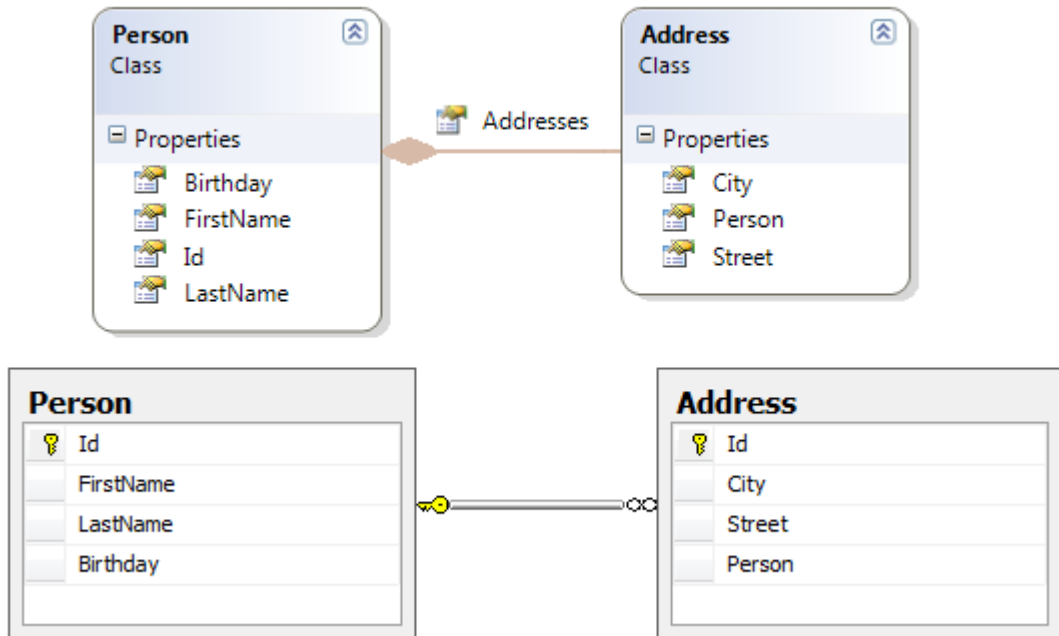 Person
Class
Properties
Birthday
FirstName
Id
LastName
Addresses
Address
Class
Properties
City
Person
Street
Person
Id
FirstName
LastName
Birthday
Address
Id
City
Street
Person